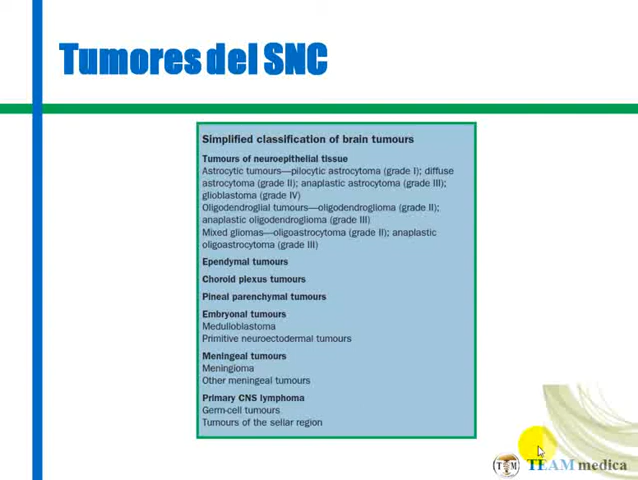 Tumores del SNC
Simplified classification of brain tumours
Tumours of neuroepithelial tissue
Astrocytic tumours—pilocytic astrocytoma (grade I); diffuse
astrocytoma (grade II); anaplastic astrocytoma (grade III);
glioblastoma (grade IV)
Oligodendroglial tumours—oligodendroglioma (grade II);
anaplastic oligodendroglioma (grade III)
Mixed gliomas—oligoastrocytoma (grade II); anaplastic
oligoastrocytoma (grade III)
Ependymal tumours
Choroid plexus tumours
Pineal parenchymal tumours
Embryonal tumours
Medulloblastoma
Primitive neuroectodermal tumours
Meningeal tumours
Meningioma
Other meningeal tumours
Primary CNS lymphoma
Germ-cell tumours
Tumours of the sellar region
T M TEAM medica